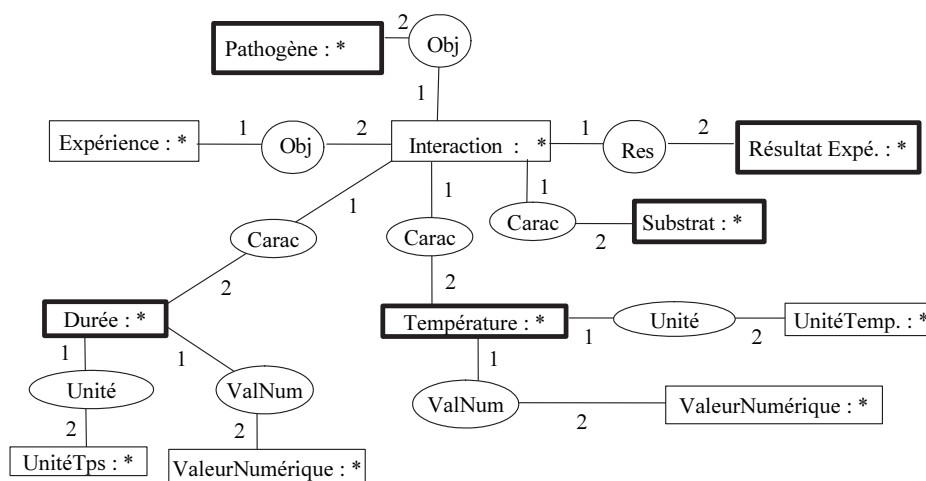 Pathogène : *
2
Obj
1
Expérience : *
1
Obj
2
Interaction : *
1
Res
2
Résultat Expé. : *
1
Carac
2
1
Carac
2
1
Carac
2
Substrat : *
Durée : *
Température : *
1
Unité
2
UnitéTemp. : *
1
Unité
2
UnitéTps : *
1
ValNum
2
ValeurNumérique : *
1
ValNum
2
ValeurNumérique : *